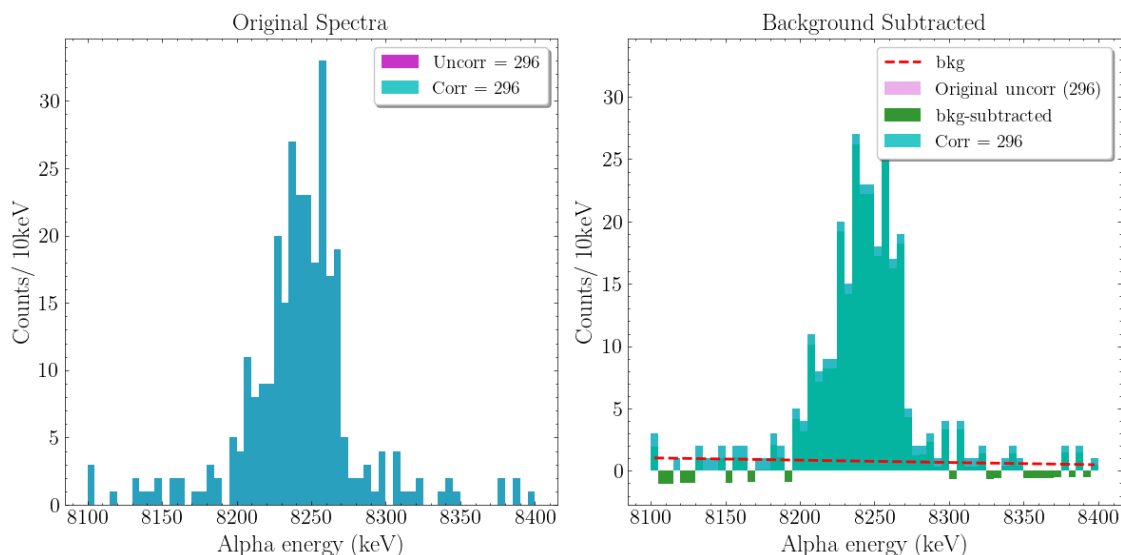 Original Spectra
Uncorr = 296
Corr = 296
Counts/ 10keV
30
25
20
15
10
5
0
8100 8150 8200 8250 8300 8350 8400
Alpha energy (keV)
Background Subtracted
bkg
Original uncorr (296)
bkg-subtracted
Corr = 296
Counts/ 10keV
30
25
20
15
10
5
0
8100 8150 8200 8250 8300 8350 8400
Alpha energy (keV)